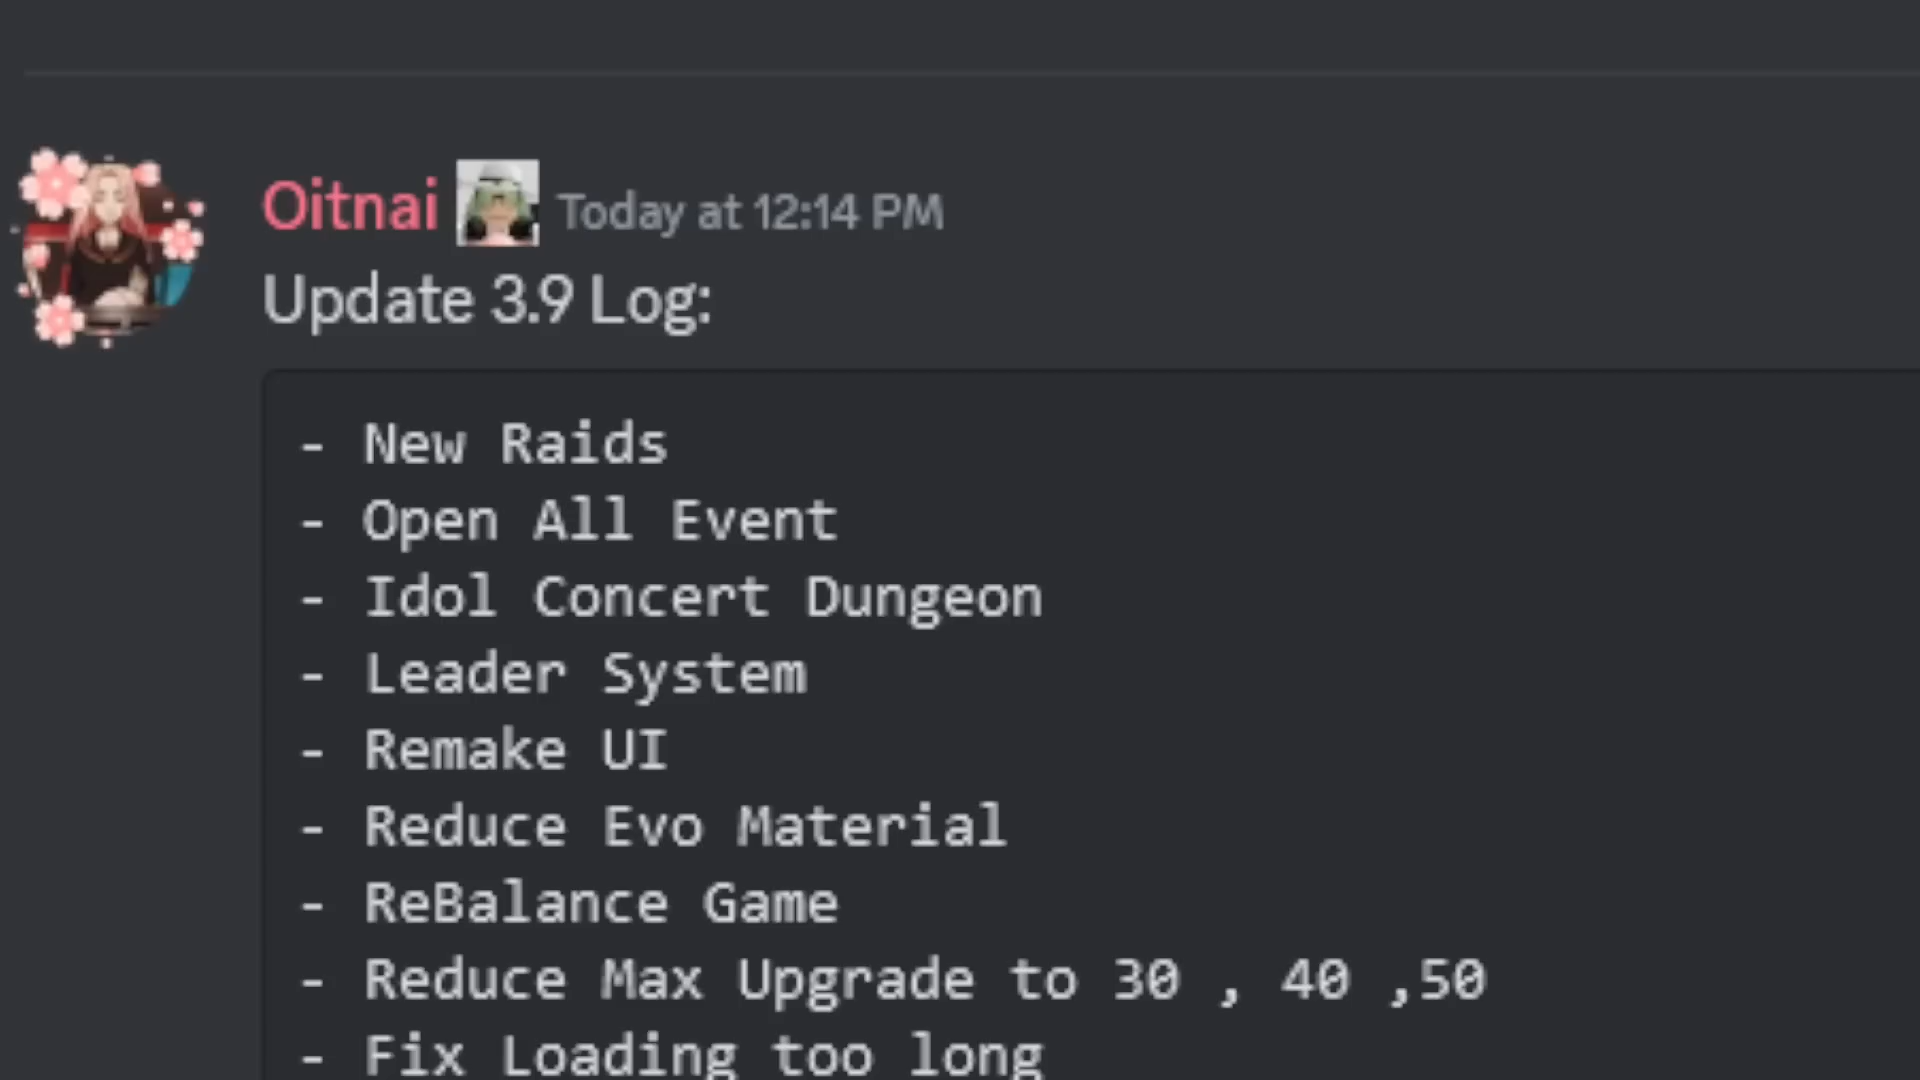 Oitnai Today at 12:14 PM
Update 3.9 Log:
- New Raids
- Open All Event
- Idol Concert Dungeon
- Leader System
- Remake UI
- Reduce Evo Material
- ReBalance Game
- Reduce Max Upgrade to 30 , 40 ,50
- Fix Loading too long